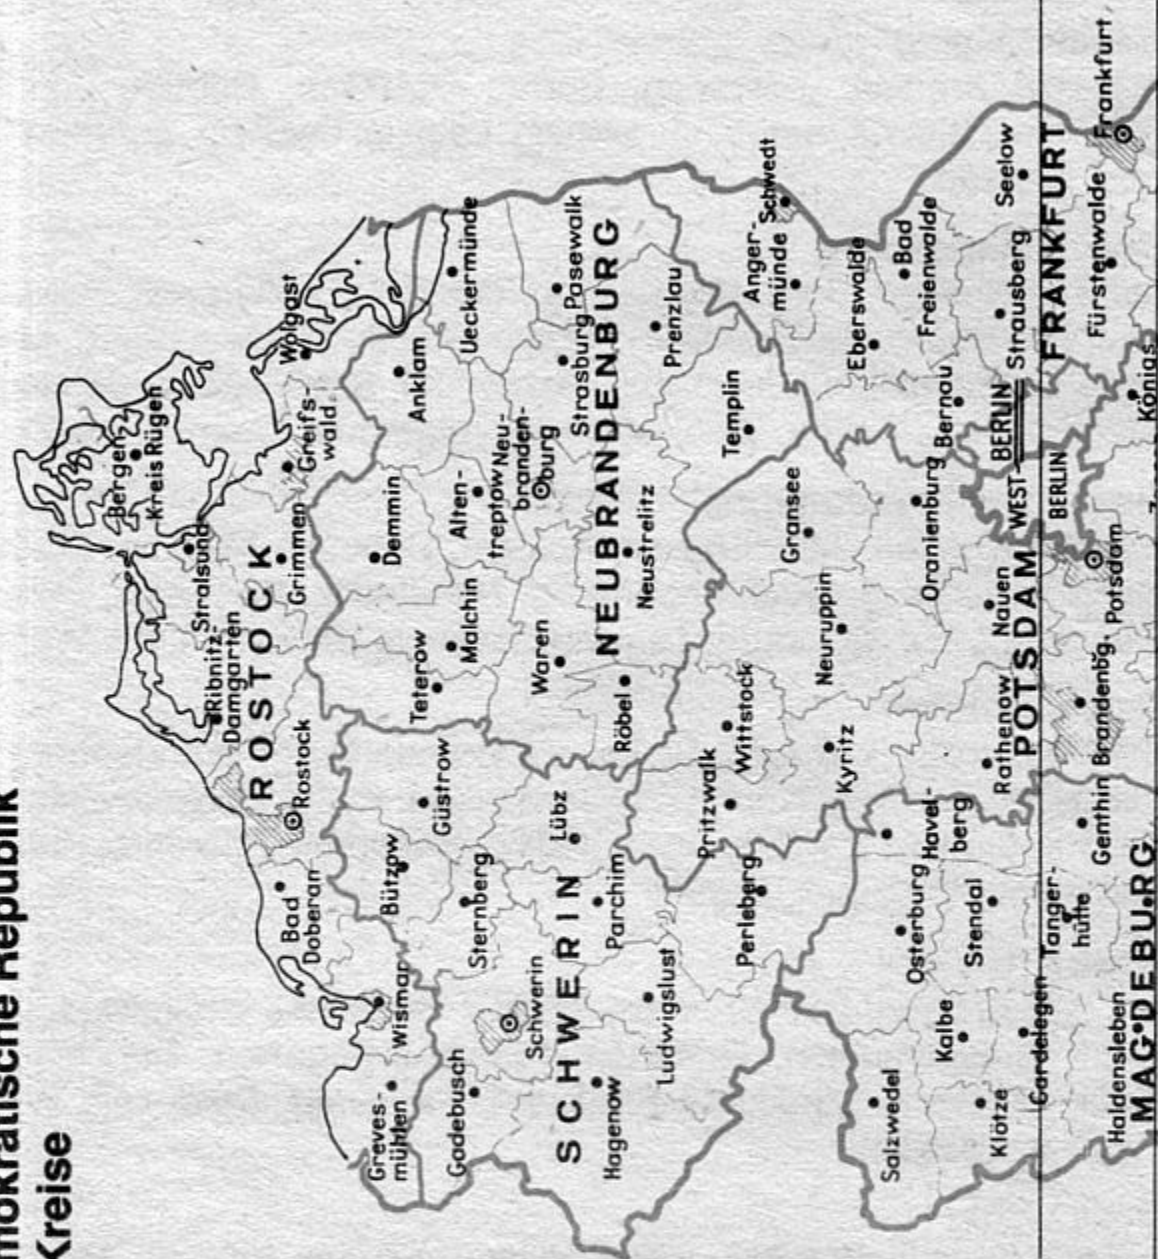 mokratische Republik
Kreise
Bergen
Kreis Rügen
Stralsund
Ribnitz-
Damgarten
ROSTOCK
Rostock
Grimmen
Greifs-
wald
Wolgast
Bad
Doberan
Wismar
Greves-
mühlen
Gadebusch
Bützow
Güstrow
Teterow
Malchin
Demmin
Anklam
Alten-
treptow
Neu-
branden-
burg
Ueckermünde
Sternberg
Schwerin
SCHWERIN
Hagenow
Ludwigslust
Parchim
Lübz
Waren
Röbel
NEUBRANDENBURG
Neustrelitz
Strasburg
Pasewalk
Prenzlau
Templin
Perleberg
Pritzwalk
Wittstock
Kyritz
Neuruppin
Gransee
Anger-
münde
Schwedt
Eberswalde
Bad
Freienwalde
Salzwedel
Osterburg
Havel-
berg
Kalbe
Stendal
Klötze
Gardelegen
Rathenow
Nauen
Oranienburg
Bernau
Strausberg
Seelow
POTSDAM
WEST-
BERLIN
BERLIN
FRANKFURT
Frankfurt
Fürstenwalde
Tanger-
hütte
Genthin
Brandenbg.
Potsdam
Königs
Haldensleben
MAGDEBURG